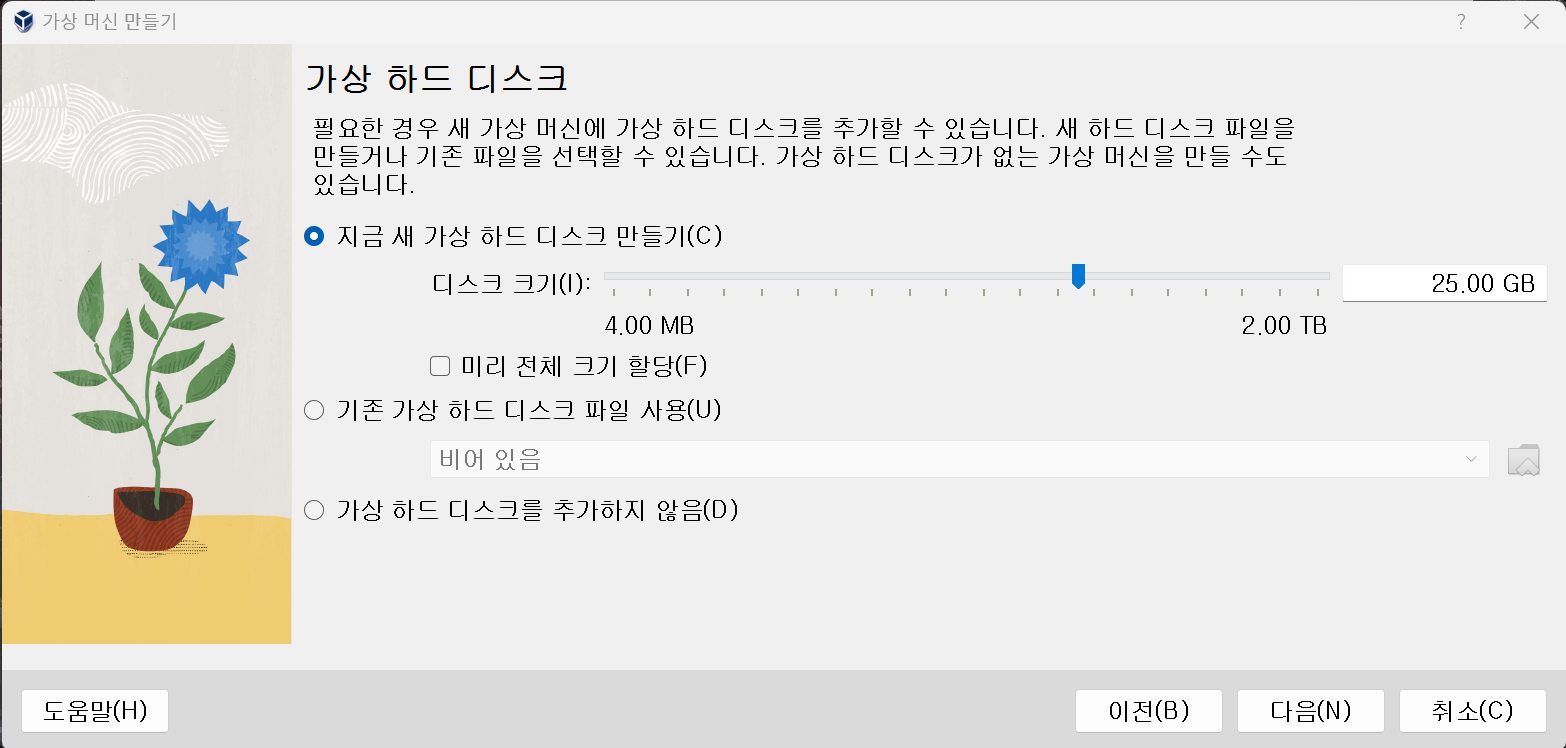 가상 머신 만들기
?
가상 하드 디스크
필요한 경우 새 가상 머신에 가상 하드 디스크를 추가할 수 있습니다. 새 하드 디스크 파일을
만들거나 기존 파일을 선택할 수 있습니다. 가상 하드 디스크가 없는 가상 머신을 만들 수도
있습니다.
지금 새 가상 하드 디스크 만들기(C)
디스크 크기(I):
25.00 GB
4.00 MB
2.00 TB
미리 전체 크기 할당(F)
기존 가상 하드 디스크 파일 사용(U)
비어 있음
가상 하드 디스크를 추가하지 않음(D)
도움말(H)
이전(B)
다음(N)
취소(C)